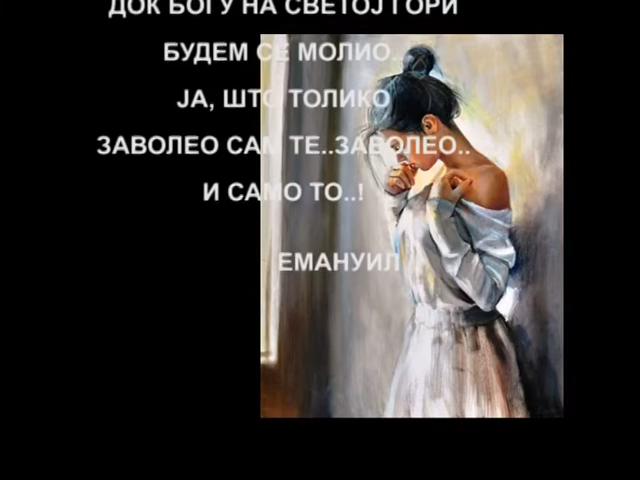 ДОК БОГУ НА СВЕТОЈ ГОРИ
БУДЕМ СЕ МОЛИО..
ЈА, ШТО ТОЛИКО
ЗАВОЛЕО САМ ТЕ..ЗАВОЛЕО..
И САМО ТО..!
ЕМАНУИЛ